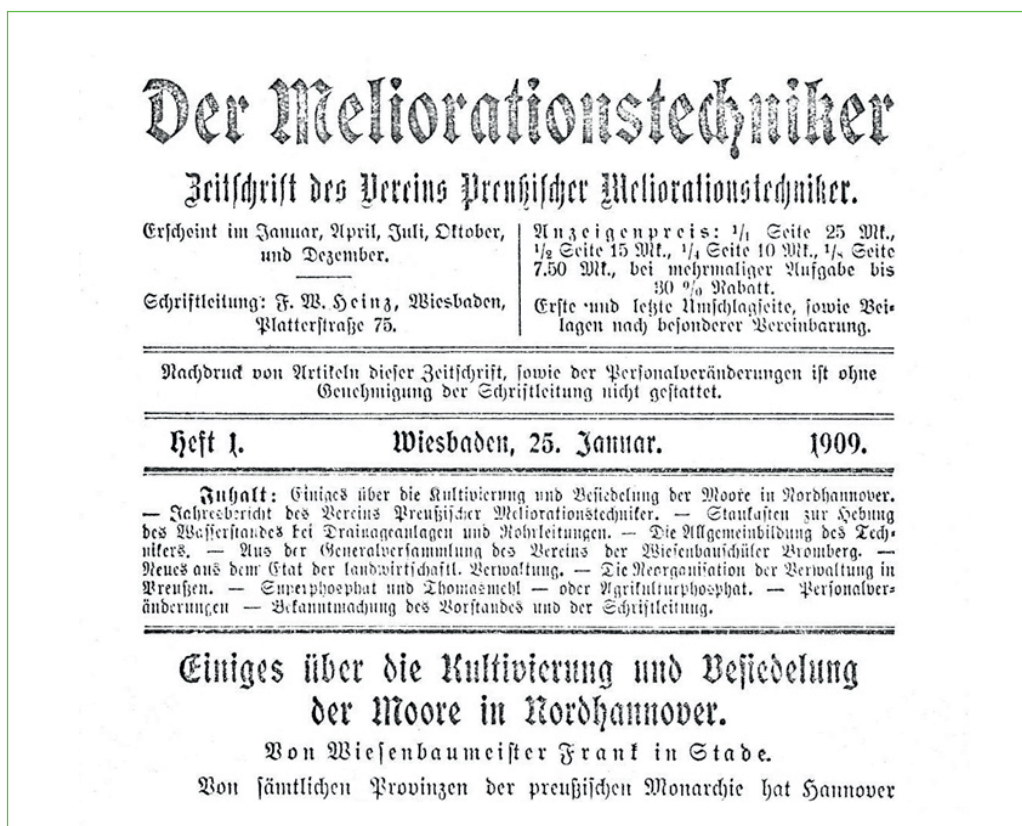 Der Meliorationstechniker
Zeitschrift des Vereins Preußischer Meliorationstechniker.
Erscheint im Januar, April, Juli, Oktober,
und Dezember.
Schriftleitung: F. W. Heinz, Wiesbaden,
Platterstraße 75.
Anzeigenpreis: 1/1 Seite 25 Mk.,
1/2 Seite 15 Mk., 1/4 Seite 10 Mk., 1/8 Seite
7.50 Mk., bei mehrmaliger Aufgabe bis
30 % Rabatt.
Erste und letzte Umschlagseite, sowie Bei-
lagen nach besonderer Vereinbarung.
Nachdruck von Artikeln dieser Zeitschrift, sowie der Personalveränderungen ist ohne
Genehmigung der Schriftleitung nicht gestattet.
Heft 1. Wiesbaden, 25. Januar. 1909.
Inhalt: Einiges über die Kultivierung und Besiedelung der Moore in Nordhannover.
— Jahresbericht des Vereins Preußischer Meliorationstechniker. — Staukasten zur Hebung
des Wasserstandes bei Drainageanlagen und Rohrleitungen. — Die Allgemeinbildung des Tech-
nikers. — Aus der Generalversammlung des Vereins der Wiesenbauschüler Bromberg. —
Neues aus dem Etat der landwirtschaftl. Verwaltung. — Die Reorganisation der Verwaltung in
Preußen. — Superphosphat und Thomasmehl — oder Agrikulturphosphat. — Personalver-
änderungen — Bekanntmachung des Vorstandes und der Schriftleitung.
Einiges über die Kultivierung und Besiedelung
der Moore in Nordhannover.
Von Wiesenbaumeister Frank in Stade.
Von sämtlichen Provinzen der preußischen Monarchie hat Hannover